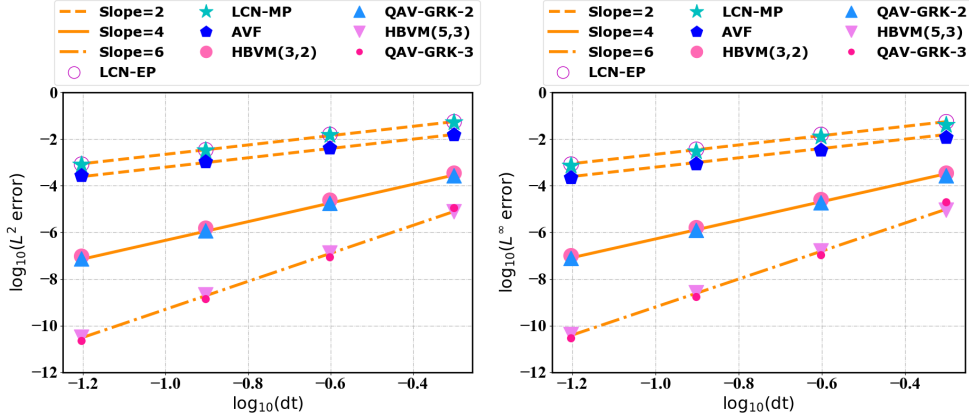 Slope=2
Slope=4
Slope=6
LCN-EP
LCN-MP
AVF
HBVM(3,2)
QAV-GRK-2
HBVM(5,3)
QAV-GRK-3
0
−2
−4
−6
−8
−10
−12
log₁₀(L² error)
−1.2
−1.0
−0.8
−0.6
−0.4
log₁₀(dt)
Slope=2
Slope=4
Slope=6
LCN-EP
LCN-MP
AVF
HBVM(3,2)
QAV-GRK-2
HBVM(5,3)
QAV-GRK-3
0
−2
−4
−6
−8
−10
−12
log₁₀(L∞ error)
−1.2
−1.0
−0.8
−0.6
−0.4
log₁₀(dt)